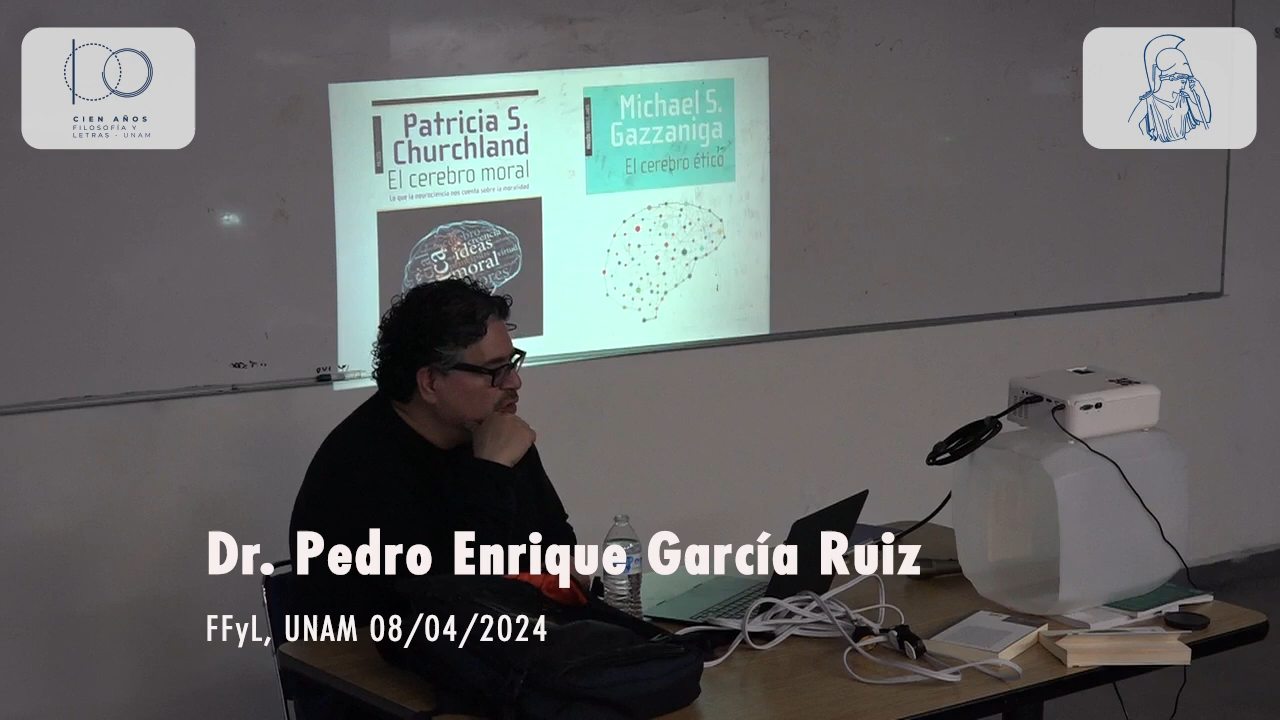 CIEN AÑOS
FILOSOFÍA Y
LETRAS - UNAM
Patricia S.
Churchland
El cerebro moral
Lo que la neurociencia nos cuenta sobre la moralidad
ideas
moral
Michael S.
Gazzaniga
El cerebro ético
Dr. Pedro Enrique García Ruiz
FFyL, UNAM 08/04/2024